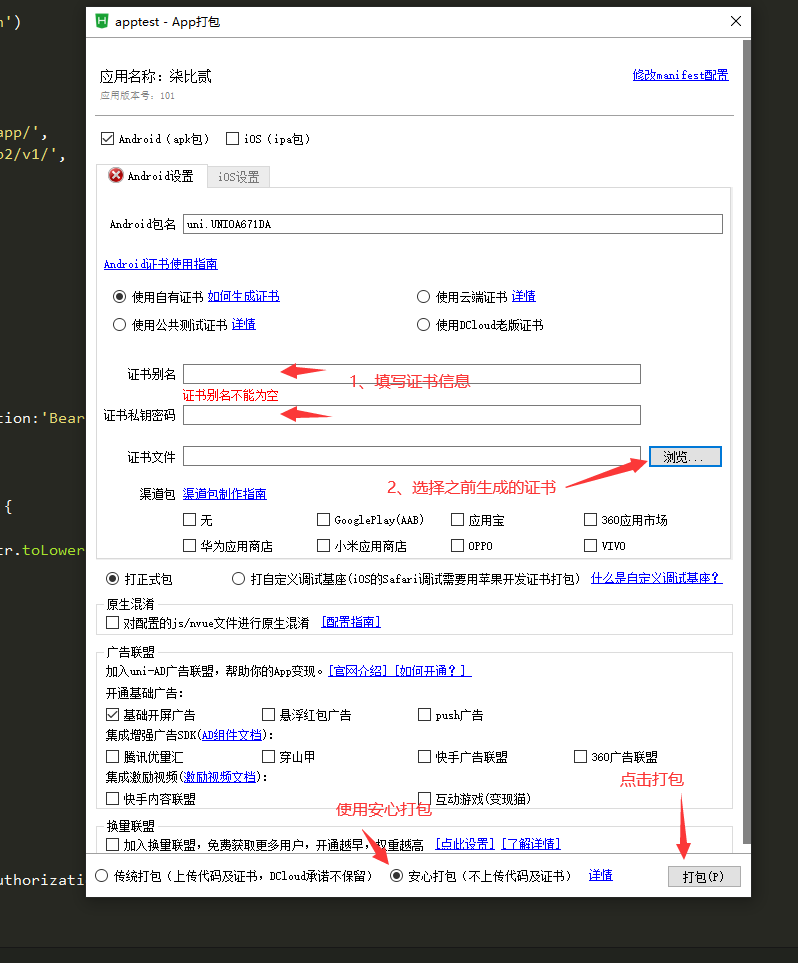 n')
apptest - App打包
应用名称：柒比贰
修改manifest配置
应用版本号：101
app/',
Android（apk包） iOS（ipa包）
o2/v1/',
Android设置 iOS设置
Android包名 uni.UNI0A671DA
Android证书使用指南
使用自有证书 如何生成证书 使用云端证书 详情
使用公共测试证书 详情 使用DCloud老版证书
证书别名
1、填写证书信息
证书别名不能为空
tion:'Bear
证书私钥密码
证书文件 浏览...
2、选择之前生成的证书
渠道包 渠道包制作指南
{
无 GooglePlay(AAB) 应用宝 360应用市场
华为应用商店 小米应用商店 OPPO VIVO
tr.toLower
打正式包 打自定义调试基座(iOS的Safari调试需要用苹果开发证书打包) 什么是自定义调试基座？
原生混淆
对配置的js/nvue文件进行原生混淆 [配置指南]
广告联盟
加入uni-AD广告联盟，帮助你的App变现。[官网介绍] [如何开通？]
开通基础广告：
基础开屏广告 悬浮红包广告 push广告
集成增强广告SDK(AD组件文档)：
腾讯优量汇 穿山甲 快手广告联盟 360广告联盟
集成激励视频(激励视频文档)：
点击打包
快手内容联盟 互动游戏(变现猫)
使用安心打包
换量联盟
加入换量联盟，免费获取更多用户，开通越早，权重越高 [点此设置] [了解详情]
uthorizati
传统打包（上传代码及证书，DCloud承诺不保留） 安心打包（不上传代码及证书） 详情 打包(P)